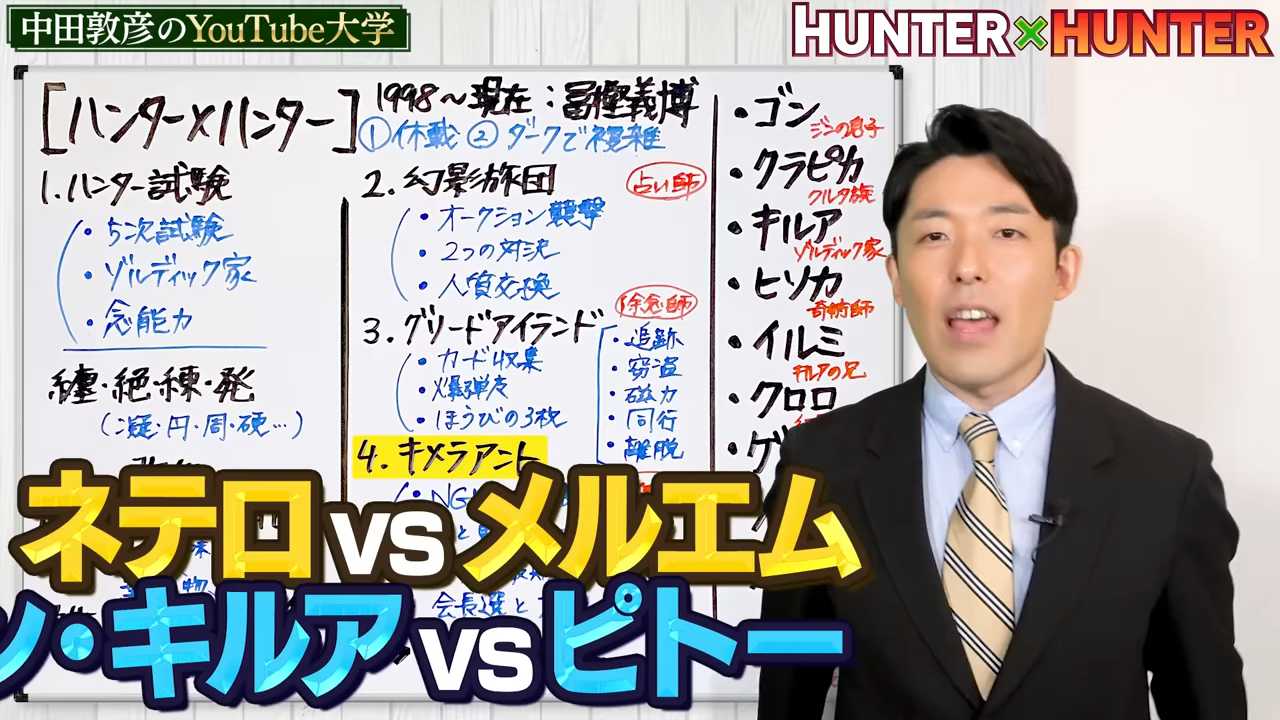 中田敦彦のYouTube大学
HUNTER×HUNTER
[ハンター×ハンター]
1998~現在：冨樫義博
①休載 ②ダークで複雑
1.ハンター試験
・5次試験
・ゾルディック家
・念能力
纏・絶・練・発
(凝・円・周・硬…)
2.幻影旅団
占い師
・オークション襲撃
・2つの対決
・人質交換
除念師
3.グリードアイランド
・カード収集
・爆弾魔
・ほうびの3枚
・追跡
・窃盗
・磁力
・同行
・離脱
4.キメラアント
・NG
会長選と
・ゴン
ジンの息子
・クラピカ
クルタ族
・キルア
ゾルディック家
・ヒソカ
奇術師
・イルミ
キルアの兄
・クロロ
ネテロvsメルエム
ン・キルアvsピトー